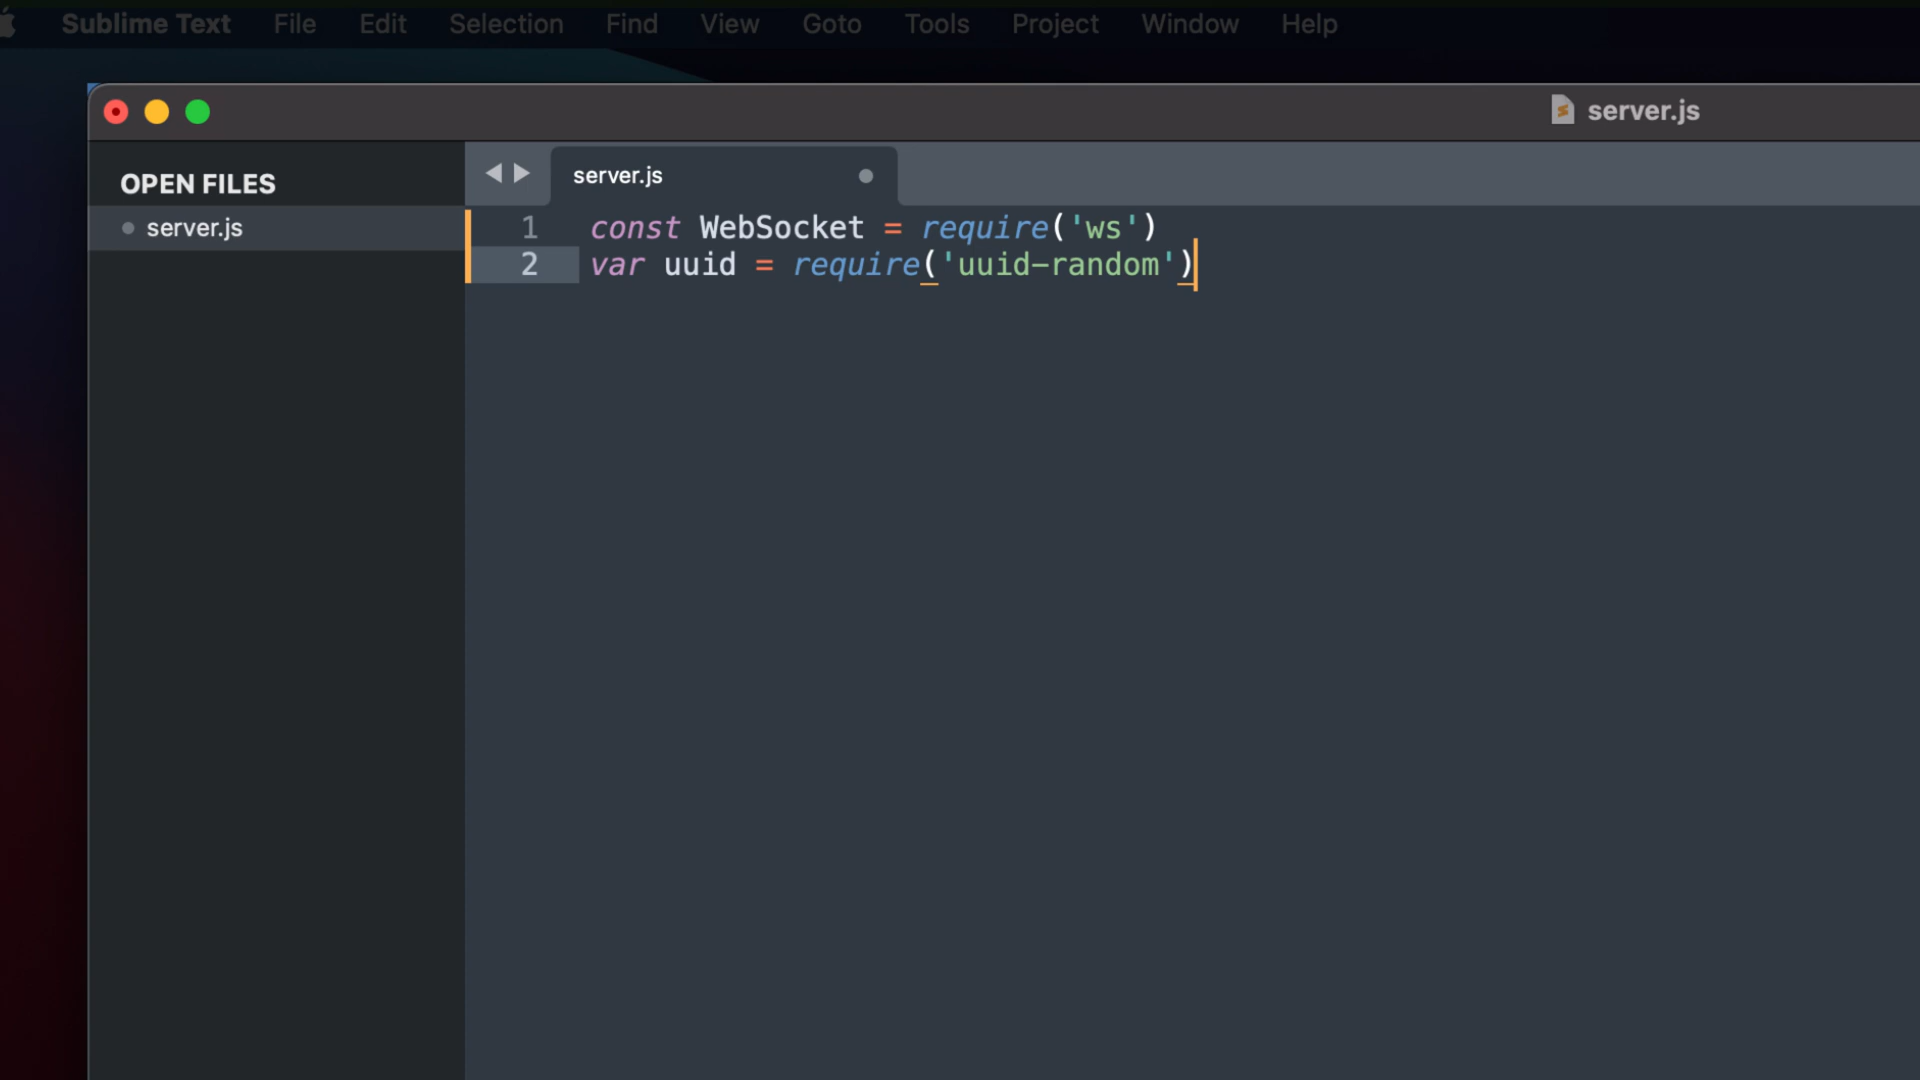 Sublime Text File Edit Selection Find View Goto Tools Project Window Help
server.js
OPEN FILES
server.js
server.js
1 const WebSocket = require('ws')
2 var uuid = require('uuid-random')